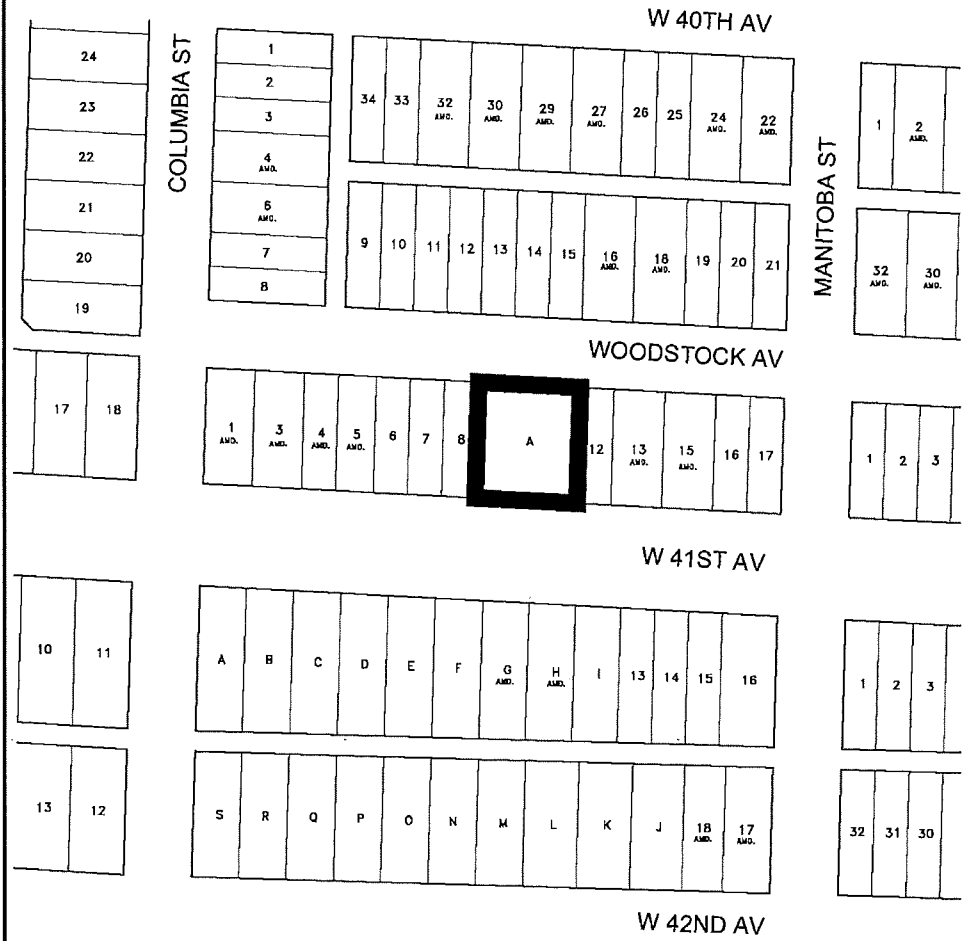 W 40TH AV
COLUMBIA ST
MANITOBA ST
24
23
22
21
20
19
1
2
3
4
AMD.
6
AMD.
7
8
34 33 32 30 29 27 26 25 24 22
AMD. AMD. AMD. AMD. AMD. AMD.
1 2
AMD.
9 10 11 12 13 14 15 16 18 19 20 21
AMD. AMD.
32 30
AMD. AMD.
WOODSTOCK AV
17 18
1 3 4 5 6 7 8 A 12 13 15 16 17
AMD. AMD. AMD. AMD. AMD. AMD.
1 2 3
W 41ST AV
10 11
A B C D E F G H I 13 14 15 16
AMD. AMD.
1 2 3
13 12
S R Q P O N M L K J 18 17
AMD. AMD.
32 31 30
W 42ND AV